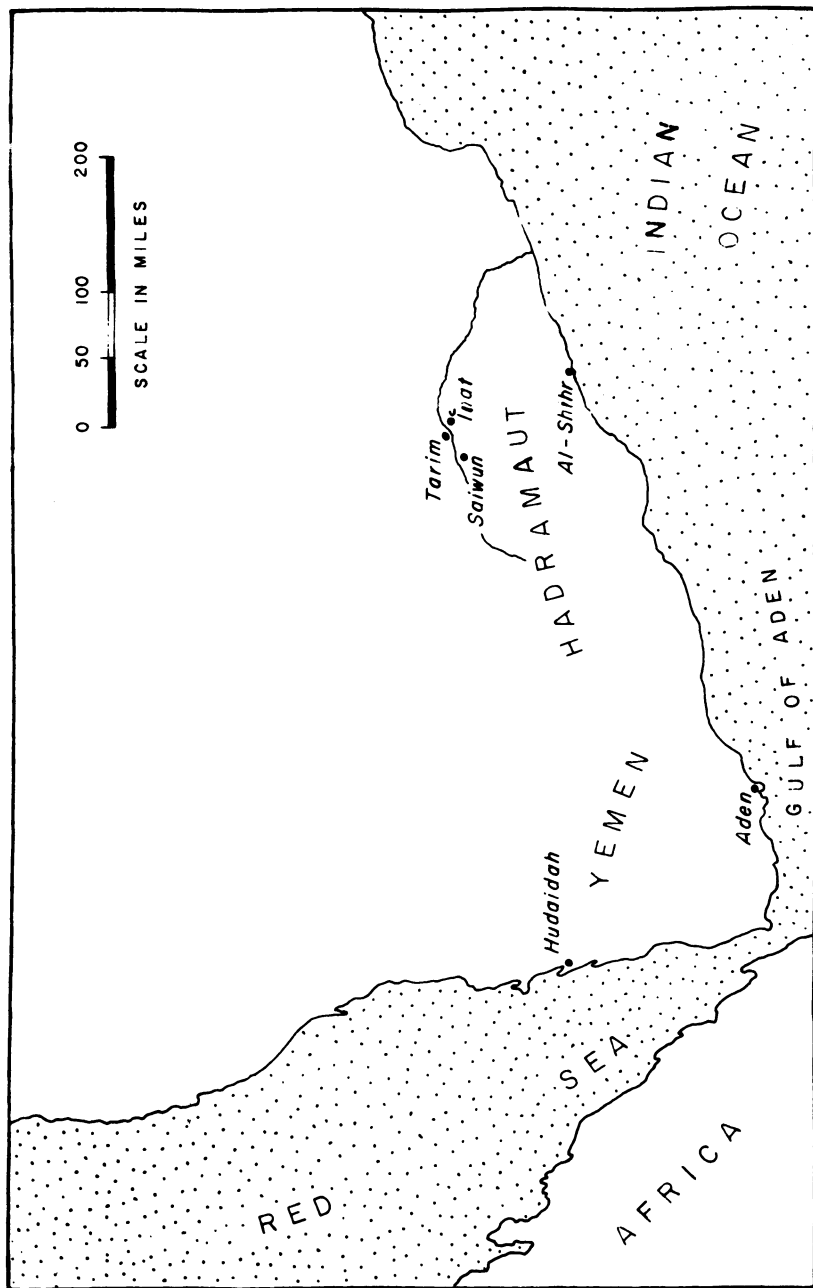 0 50 100 200
SCALE IN MILES
Tarim
ʿInat
Saiwun
HADRAMAUT
Al-Shihr
INDIAN
OCEAN
YEMEN
Hudaidah
Aden
GULF OF ADEN
RED SEA
AFRICA